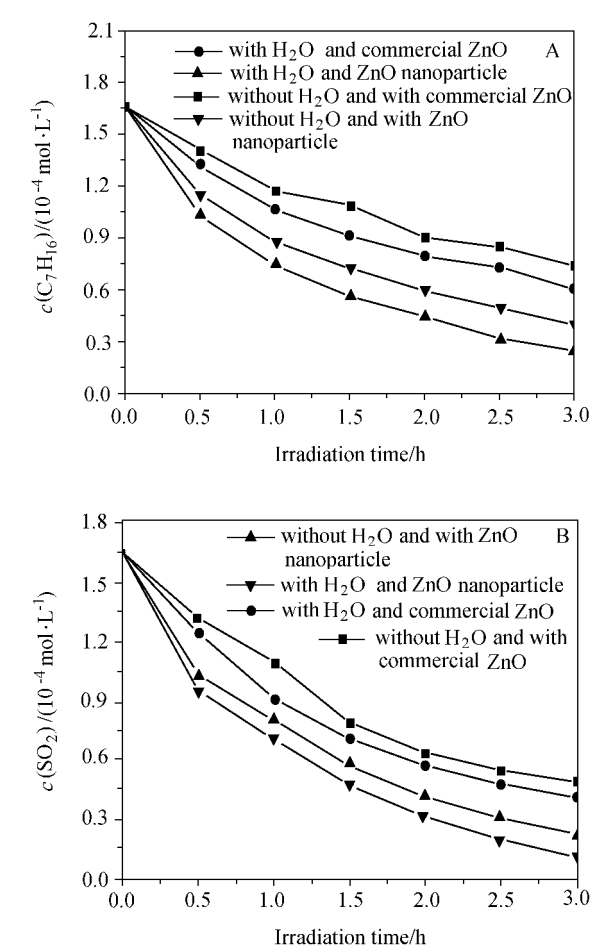 2.1
A
with H₂O and commercial ZnO
with H₂O and ZnO nanoparticle
1.8
without H₂O and with commercial ZnO
without H₂O and with ZnO
nanoparticle
1.5
1.2
0.9
0.6
0.3
0.0
c(C₇H₁₆)/(10⁻⁴ mol·L⁻¹)
0.0 0.5 1.0 1.5 2.0 2.5 3.0
Irradiation time/h
1.8
B
without H₂O and with ZnO
nanoparticle
with H₂O and ZnO nanoparticle
1.5
with H₂O and commercial ZnO
without H₂O and with
commercial ZnO
1.2
0.9
0.6
0.3
0.0
c(SO₂)/(10⁻⁴ mol·L⁻¹)
0.0 0.5 1.0 1.5 2.0 2.5 3.0
Irradiation time/h